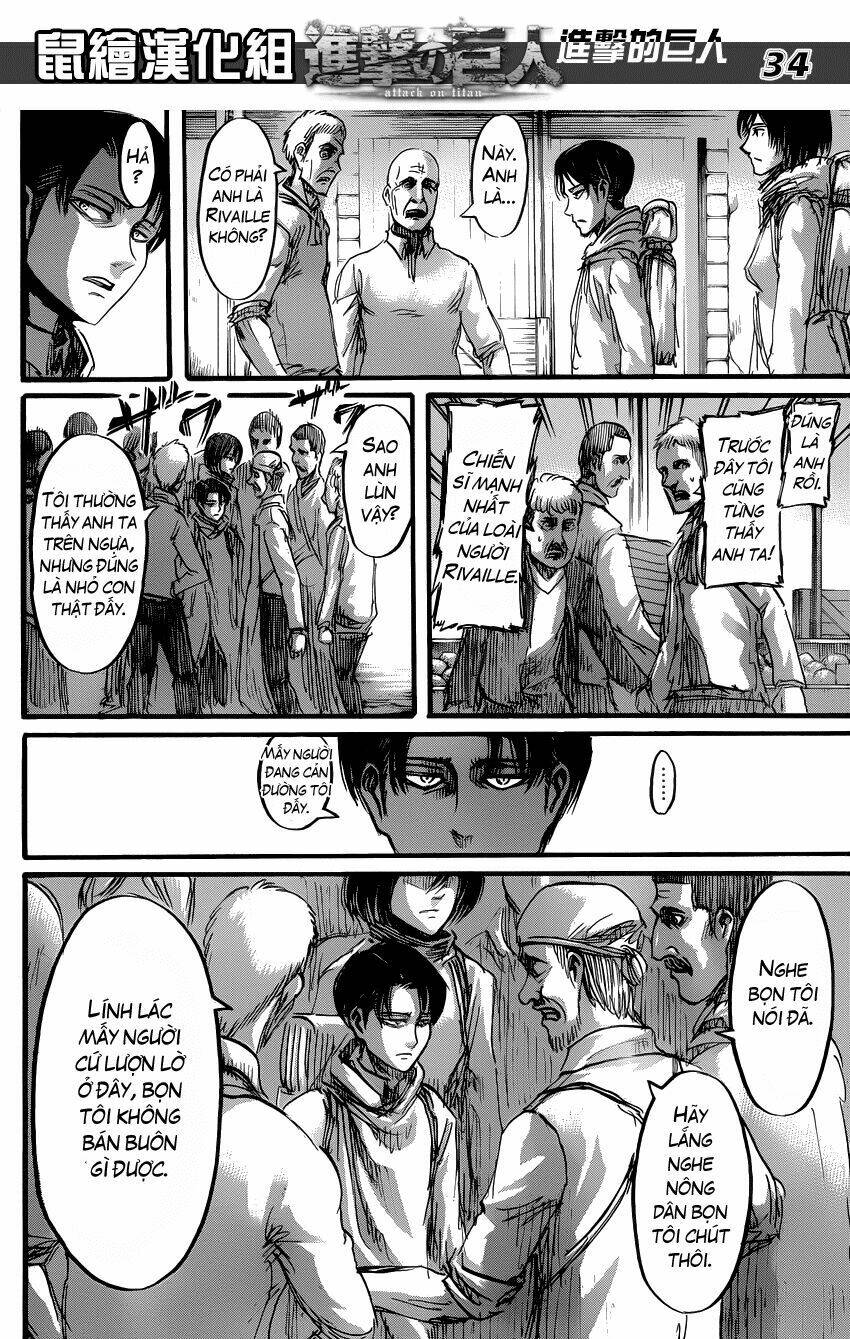 鼠繪漢化組
進撃の巨人
attack on titan
進擊的巨人
34
NÀY.
ANH
LÀ...
CÓ PHẢI
ANH LÀ
RIVAILLE
KHÔNG?
HẢ
?
ĐÚNG
LÀ
ANH
RỒI.
TRƯỚC
ĐÂY TÔI
CŨNG
TỪNG
THẤY
ANH TA!
CHIẾN
SĨ MẠNH
NHẤT
CỦA LOÀI
NGƯỜI
RIVAILLE.
SAO
ANH LÙN
VẬY?
TÔI THƯỜNG
THẤY ANH TA
TRÊN NGỰA,
NHƯNG ĐÚNG
LÀ NHỎ CON
THẬT ĐẤY.
......
MẤY NGƯỜI
ĐANG CẢN
ĐƯỜNG TÔI
ĐẤY.
NGHE
BỌN TÔI
NÓI ĐÃ.
HÃY
LẮNG
NGHE
NÔNG
DÂN BỌN
TÔI CHÚT
THÔI.
LÍNH LÁC
MẤY NGƯỜI
CỨ LƯỢN LỜ
Ở ĐÂY, BỌN
TÔI KHÔNG
BÁN BUÔN
GÌ ĐƯỢC.